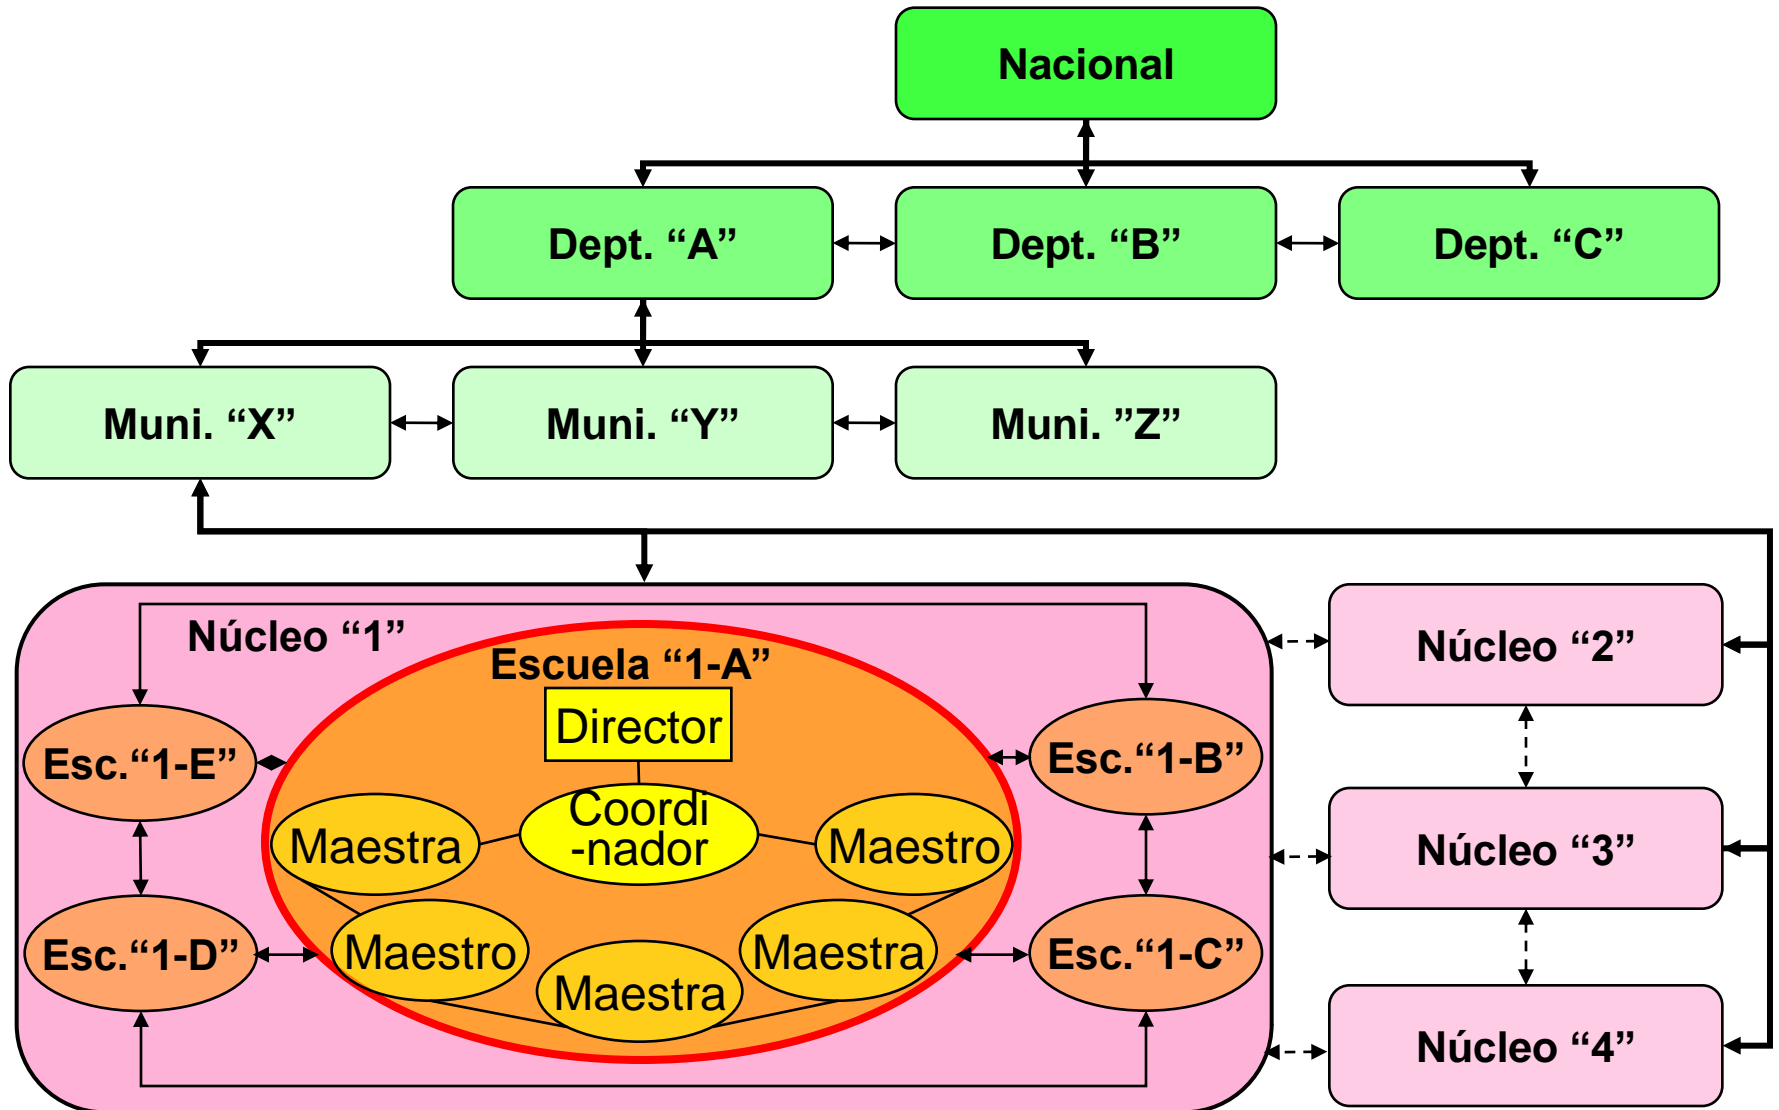 Nacional
Dept. “A”
Dept. “B”
Dept. “C”
Muni. “X”
Muni. “Y”
Muni. ”Z”
Núcleo “1”
Escuela “1-A”
Director
Coordi
-nador
Maestra
Maestro
Maestro
Maestra
Maestra
Esc.“1-E”
Esc.“1-B”
Esc.“1-D”
Esc.“1-C”
Núcleo “2”
Núcleo “3”
Núcleo “4”